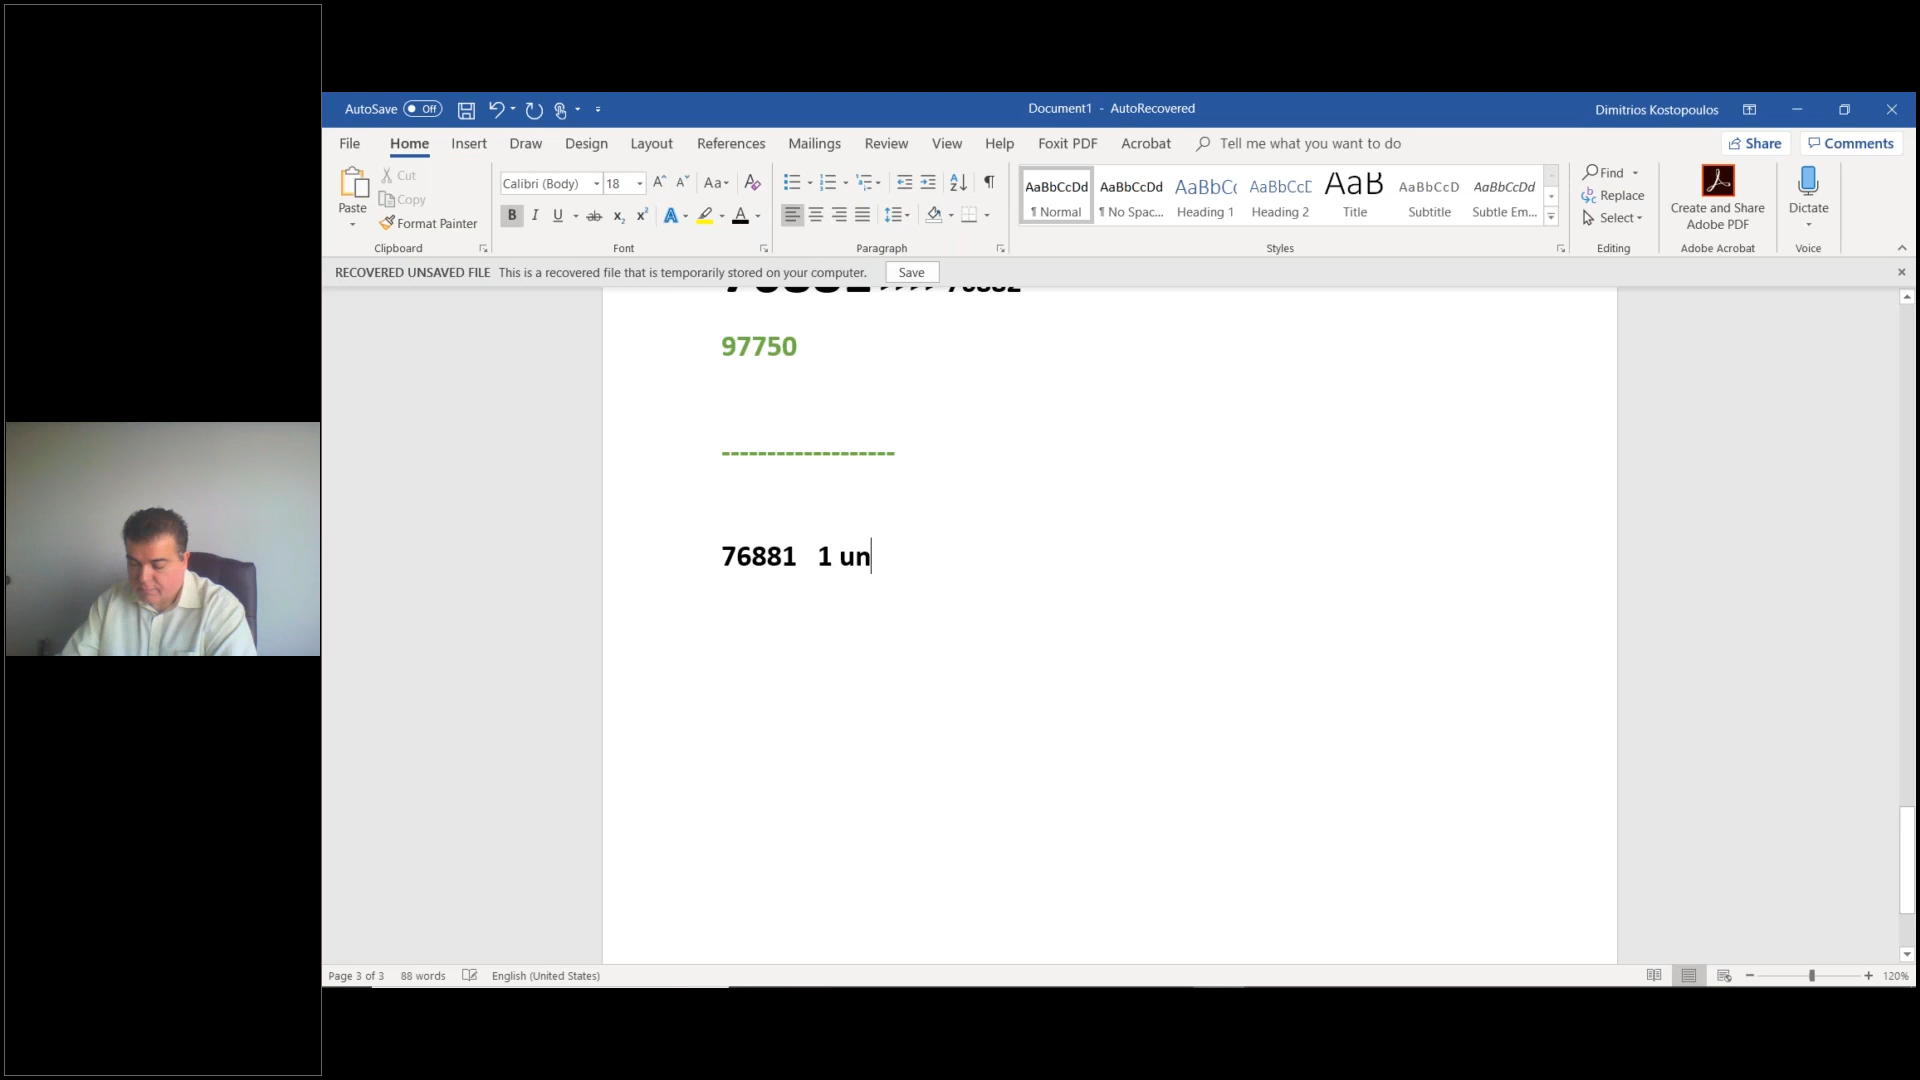 AutoSave Off
Document1 - AutoRecovered
Dimitrios Kostopoulos
File Home Insert Draw Design Layout References Mailings Review View Help Foxit PDF Acrobat Tell me what you want to do
Share Comments
Paste
Cut
Copy
Format Painter
Clipboard
Calibri (Body) 18
Font
Paragraph
AaBbCcDd AaBbCcDd AaBbCc AaBbCcD AaB AaBbCcD AaBbCcDd
¶ Normal ¶ No Spac... Heading 1 Heading 2 Title Subtitle Subtle Em...
Styles
Find
Replace
Select
Editing
Create and Share
Adobe PDF
Adobe Acrobat
Dictate
Voice
RECOVERED UNSAVED FILE This is a recovered file that is temporarily stored on your computer. Save
97750
-------------------
76881 1 un
Page 3 of 3 88 words English (United States)
120%